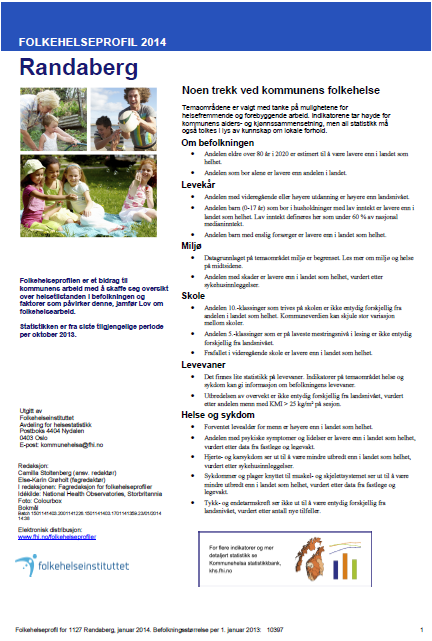 FOLKEHELSEPROFIL 2014
Randaberg
Noen trekk ved kommunens folkehelse
Temaområdene er valgt med tanke på mulighetene for
helsefremmende og forebyggende arbeid. Indikatorene tar høyde for
kommunens alders- og kjønnssammensetning, men all statistikk må
også tolkes i lys av kunnskap om lokale forhold.
Om befolkningen
• Andelen eldre over 80 år i 2020 er estimert til å være lavere enn i landet som
helhet.
• Andelen som bor alene er lavere enn andelen i landet.
Levekår
• Andelen med videregående eller høyere utdanning er høyere enn landsnivået.
• Andelen barn (0-17 år) som bor i husholdninger med lav inntekt er lavere enn i
landet som helhet. Lav inntekt defineres her som under 60 % av nasjonal
medianinntekt.
• Andelen barn med enslig forsørger er lavere enn i landet som helhet.
Miljø
• Datagrunnlaget på temaområdet miljø er begrenset. Les mer om miljø og helse
på midtsidene.
• Andelen med skader er lavere enn i landet som helhet, vurdert etter
sykehusinnleggelser.
Skole
• Andelen 10.-klassinger som trives på skolen er ikke entydig forskjellig fra
andelen i landet som helhet. Kommuneverdien kan skjule stor variasjon
mellom skoler.
• Andelen 5.-klassinger som er på laveste mestringsnivå i lesing er ikke entydig
forskjellig fra landsnivået.
• Frafallet i videregående skole er lavere enn i landet som helhet.
Levevaner
• Det finnes lite statistikk på levevaner. Indikatorer på temaområdet helse og
sykdom kan gi informasjon om befolkningens levevaner.
• Utbredelsen av overvekt er ikke entydig forskjellig fra landsnivået, vurdert
etter andelen menn med KMI > 25 kg/m² på sesjon.
Helse og sykdom
• Forventet levealder for menn er høyere enn i landet som helhet.
• Andelen med psykiske symptomer og lidelser er lavere enn i landet som helhet,
vurdert etter data fra fastlege og legevakt.
• Hjerte- og karsykdom ser ut til å være mindre utbredt enn i landet som helhet,
vurdert etter sykehusinnleggelser.
• Sykdommer og plager knyttet til muskel- og skjelettsystemet ser ut til å være
mindre utbredt enn i landet som helhet, vurdert etter data fra fastlege og
legevakt.
• Tykk- og endetarmskreft ser ikke ut til å være entydig forskjellig fra
landsnivået, vurdert etter antall nye tilfeller.
Folkehelseprofilen er et bidrag til
kommunens arbeid med å skaffe seg oversikt
over helsetilstanden i befolkningen og
faktorer som påvirker denne, jamfør Lov om
folkehelsearbeid.
Statistikken er fra siste tilgjengelige periode
per oktober 2013.
Utgitt av
Folkehelseinstituttet
Avdeling for helsestatistikk
Postboks 4404 Nydalen
0403 Oslo
E-post: kommunehelsa@fhi.no
Redaksjon:
Camilla Stoltenberg (ansv. redaktør)
Else-Karin Grøholt (fagredaktør)
I redaksjonen: Fagredaksjon for folkehelseprofiler
Idékilde: National Health Observatories, Storbritannia
Foto: Colourbox
Bokmål
Elektronisk distribusjon:
www.fhi.no/folkehelseprofiler
folkehelseinstituttet
For flere indikatorer og mer
detaljert statistikk se
Kommunehelsa statistikkbank,
khs.fhi.no
Folkehelseprofil for 1127 Randaberg, januar 2014. Befolkningsstørrelse per 1. januar 2013: 10397 1